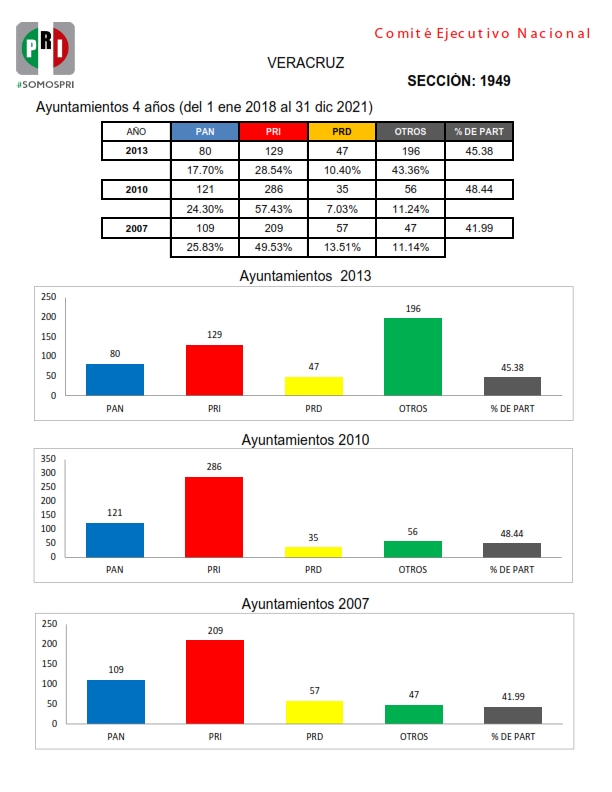 PRI
#SOMOSPRI
Comité Ejecutivo Nacional
VERACRUZ
SECCIÓN: 1949
Ayuntamientos 4 años (del 1 ene 2018 al 31 dic 2021)
AÑO PAN PRI PRD OTROS % DE PART
2013 80 129 47 196 45.38
17.70% 28.54% 10.40% 43.36%
2010 121 286 35 56 48.44
24.30% 57.43% 7.03% 11.24%
2007 109 209 57 47 41.99
25.83% 49.53% 13.51% 11.14%
Ayuntamientos 2013
250
200
150
100
50
0
80 129 47 196 45.38
PAN PRI PRD OTROS % DE PART
Ayuntamientos 2010
350
300
250
200
150
100
50
0
121 286 35 56 48.44
PAN PRI PRD OTROS % DE PART
Ayuntamientos 2007
250
200
150
100
50
0
109 209 57 47 41.99
PAN PRI PRD OTROS % DE PART